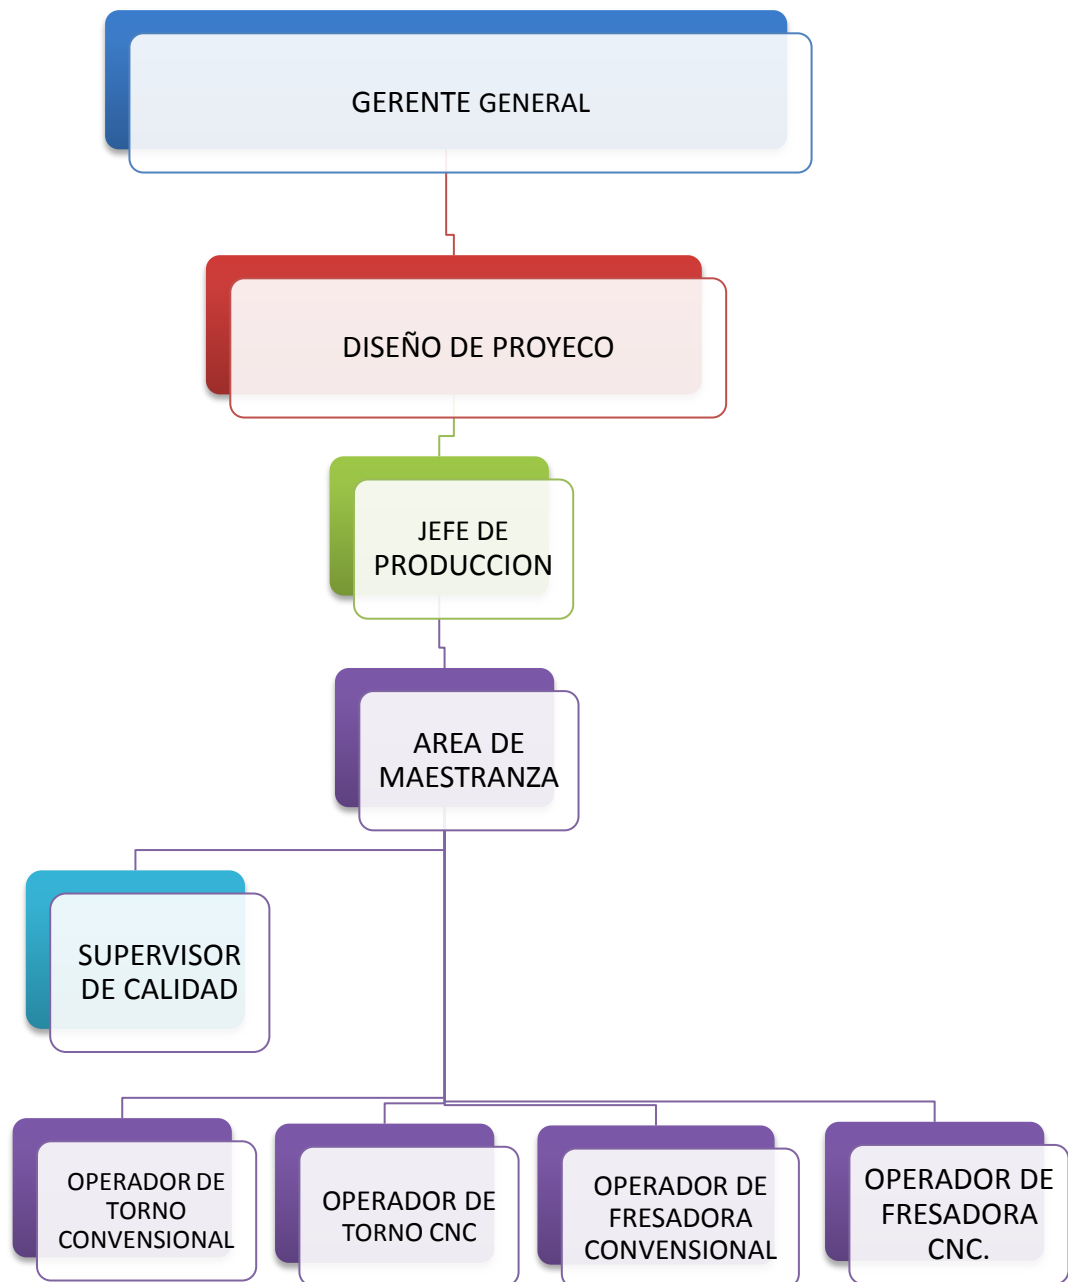 GERENTE GENERAL
DISEÑO DE PROYECO
JEFE DE
PRODUCCION
AREA DE
MAESTRANZA
SUPERVISOR
DE CALIDAD
OPERADOR DE
TORNO
CONVENSIONAL
OPERADOR DE
TORNO CNC
OPERADOR DE
FRESADORA
CONVENSIONAL
OPERADOR DE
FRESADORA
CNC.